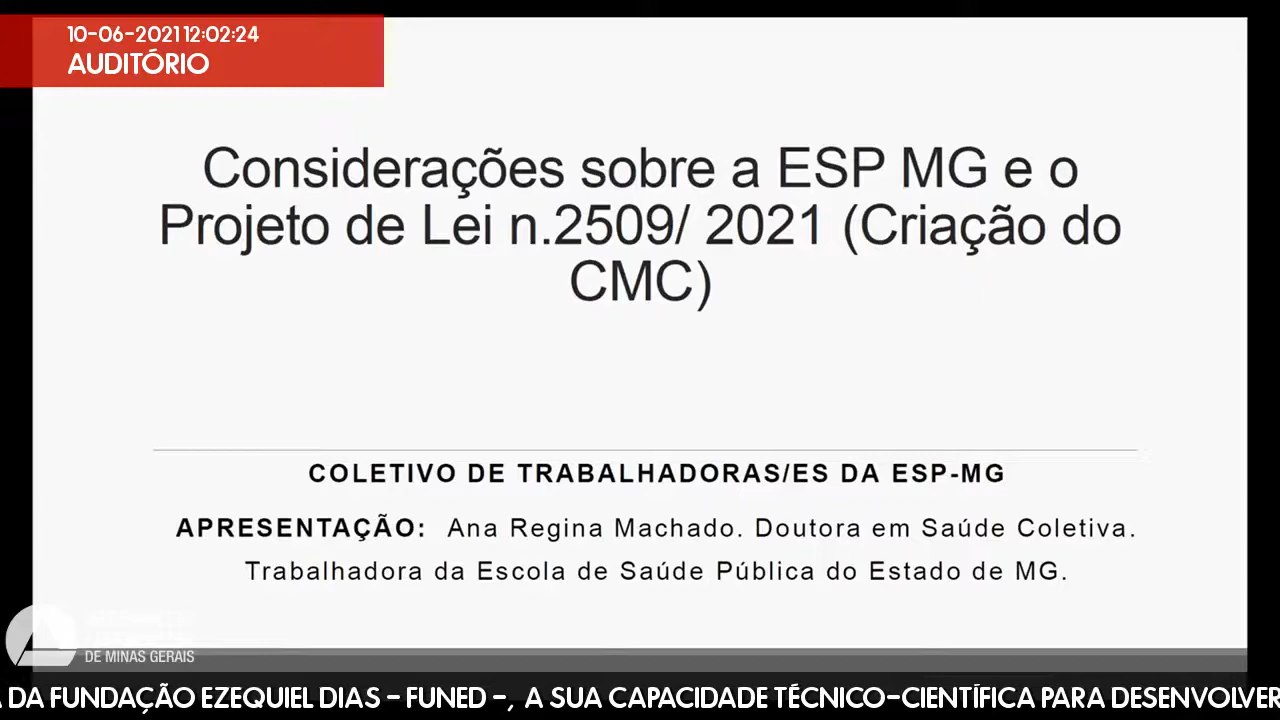 10-06-2021 12:02:24
AUDITÓRIO
Considerações sobre a ESP MG e o
Projeto de Lei n.2509/ 2021 (Criação do
CMC)
COLETIVO DE TRABALHADORAS/ES DA ESP-MG
APRESENTAÇÃO: Ana Regina Machado. Doutora em Saúde Coletiva.
Trabalhadora da Escola de Saúde Pública do Estado de MG.
DE MINAS GERAIS
DA FUNDAÇÃO EZEQUIEL DIAS - FUNED -, A SUA CAPACIDADE TÉCNICO-CIENTÍFICA PARA DESENVOLVER